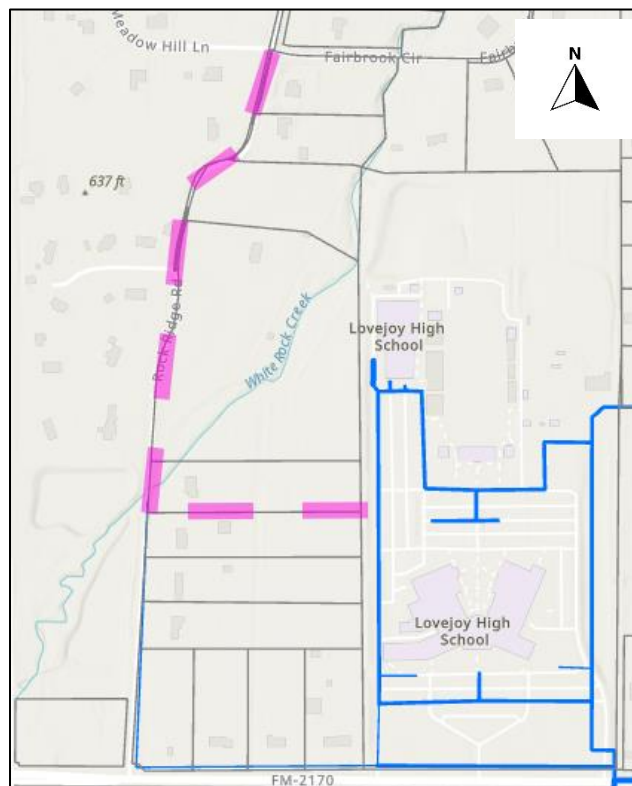 Meadow Hill Ln
Fairbrook Cir
N
637 ft
Rock Ridge Rd
White Rock Creek
Lovejoy High
School
Lovejoy High
School
FM-2170